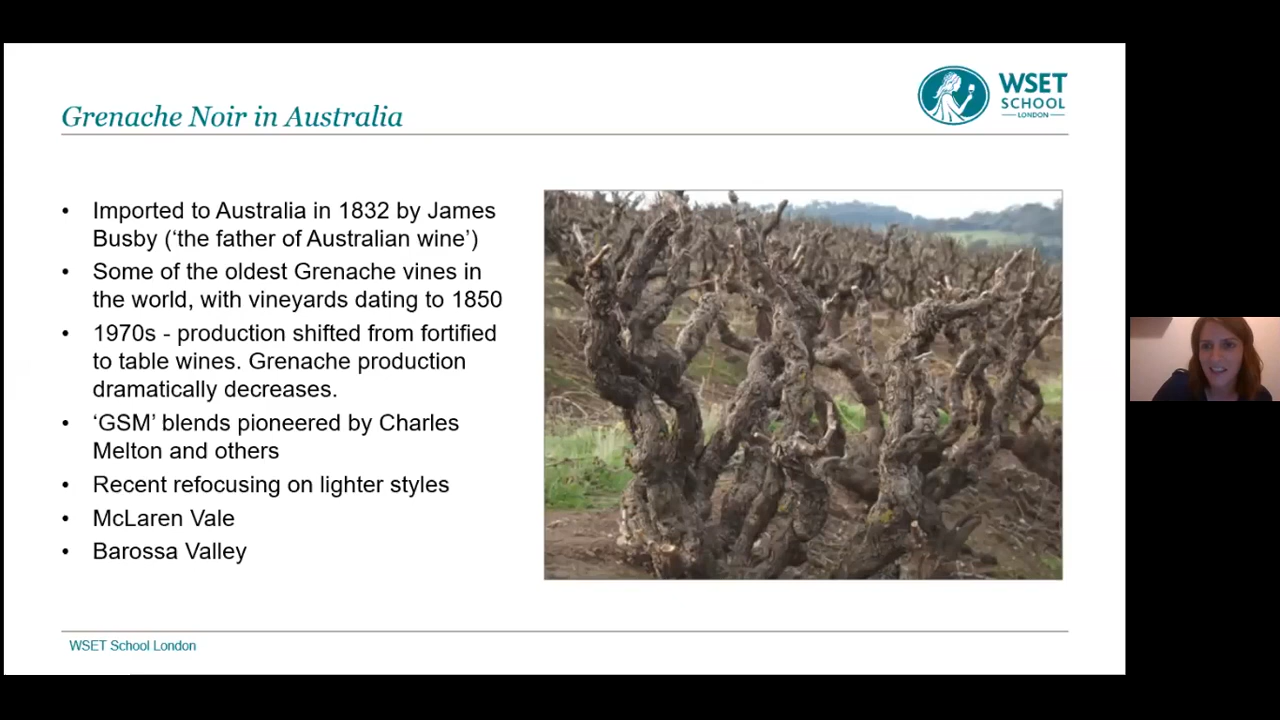 Grenache Noir in Australia
WSET
SCHOOL
LONDON
• Imported to Australia in 1832 by James
Busby (‘the father of Australian wine’)
• Some of the oldest Grenache vines in
the world, with vineyards dating to 1850
• 1970s - production shifted from fortified
to table wines. Grenache production
dramatically decreases.
• ‘GSM’ blends pioneered by Charles
Melton and others
• Recent refocusing on lighter styles
• McLaren Vale
• Barossa Valley
WSET School London